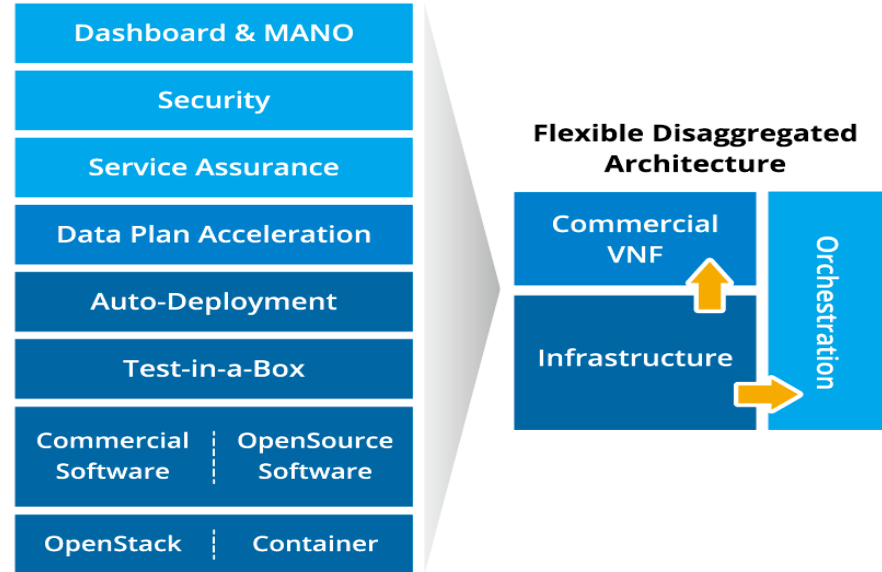 Dashboard & MANO
Security
Service Assurance
Data Plan Acceleration
Auto-Deployment
Test-in-a-Box
Commercial
Software
OpenSource
Software
OpenStack
Container
Flexible Disaggregated
Architecture
Commercial
VNF
Infrastructure
Orchestration